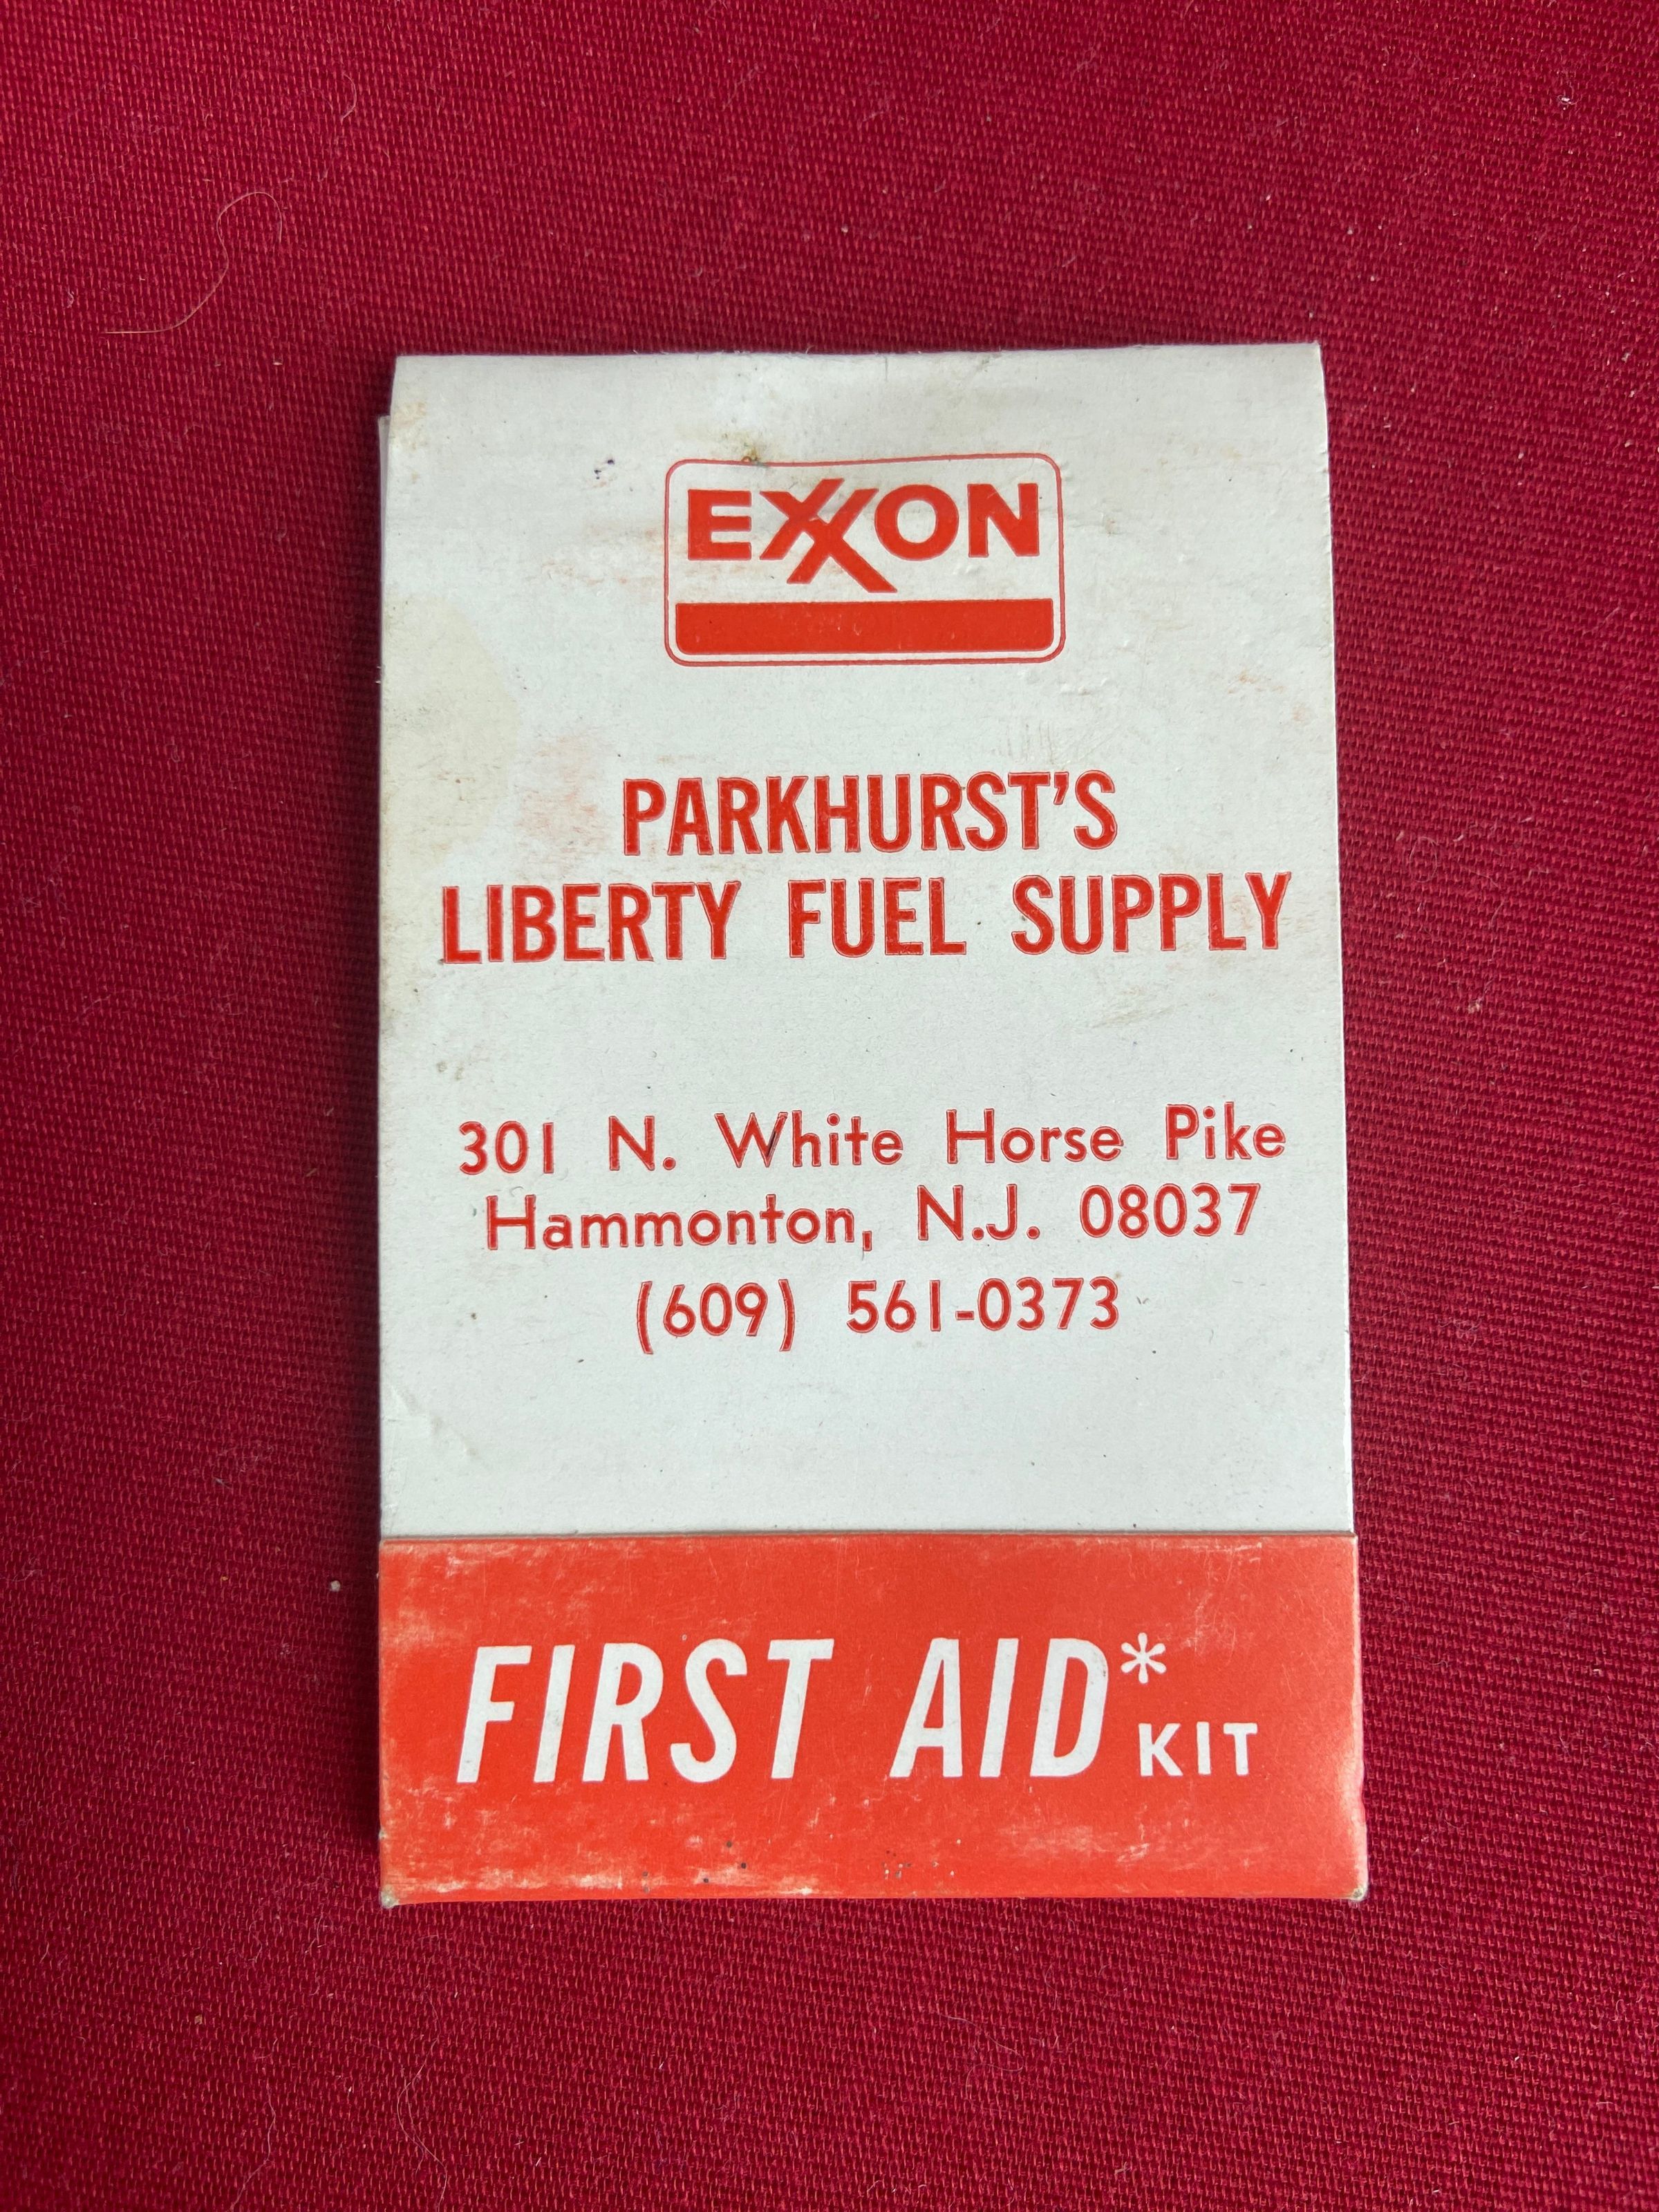 EXXON
PARKHURST'S
LIBERTY FUEL SUPPLY
301 N. White Horse Pike
Hammonton, N.J. 08037
(609) 561-0373
FIRST AID* KIT